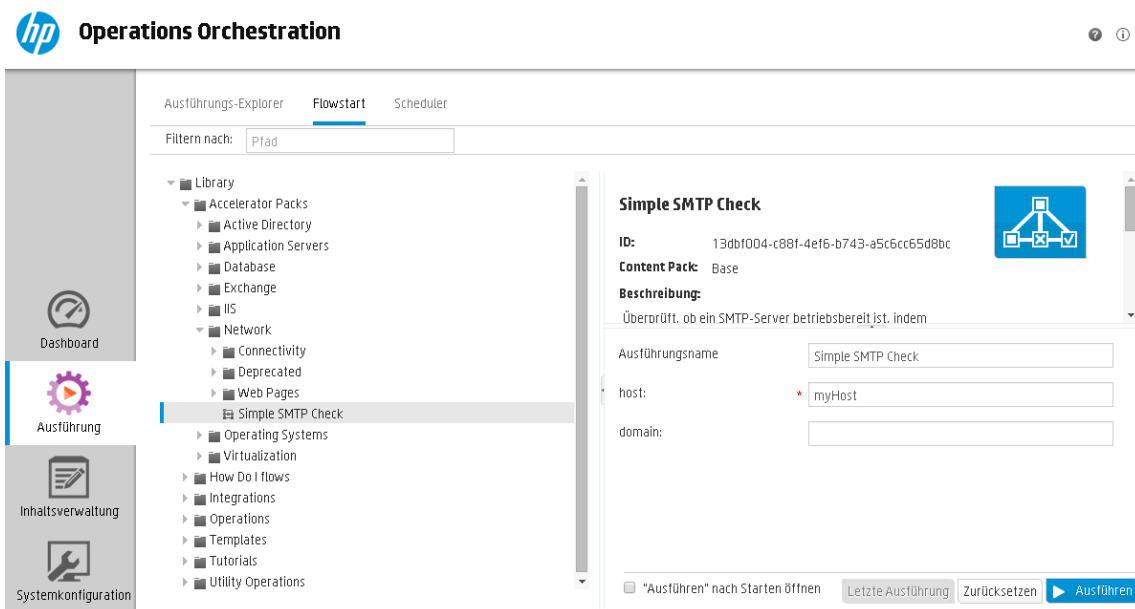 hp Operations Orchestration
Ausführungs-Explorer Flowstart Scheduler
Filtern nach: Pfad
Library
Accelerator Packs
Active Directory
Application Servers
Database
Exchange
IIS
Network
Connectivity
Deprecated
Web Pages
Simple SMTP Check
Operating Systems
Virtualization
How Do I flows
Integrations
Operations
Templates
Tutorials
Utility Operations
Dashboard
Ausführung
Inhaltsverwaltung
Systemkonfiguration
Simple SMTP Check
ID: 13dbf004-c88f-4ef6-b743-a5c6cc65d8bc
Content Pack: Base
Beschreibung:
Überprüft, ob ein SMTP-Server betriebsbereit ist, indem
Ausführungsname Simple SMTP Check
host: * myHost
domain:
"Ausführen" nach Starten öffnen Letzte Ausführung Zurücksetzen Ausführen